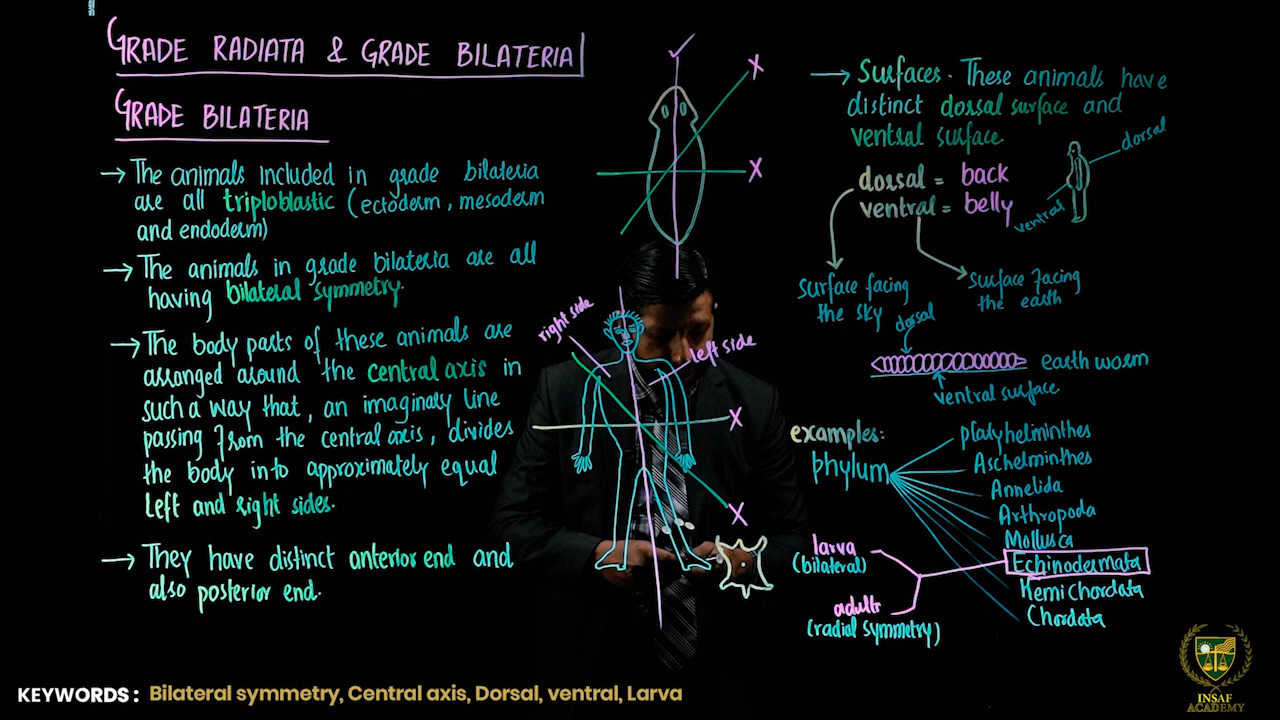 GRADE RADIATA & GRADE BILATERIA
GRADE BILATERIA
→ The animals included in grade bilateria
are all triploblastic (ectoderm, mesoderm
and endoderm)
→ The animals in grade bilateria are all
having bilateral symmetry.
→ The body parts of these animals are
arranged around the central axis in
such a way that, an imaginary line
passing from the central axis, divides
the body into approximately equal
Left and right sides.
→ They have distinct anterior end and
also posterior end.
X
X
right side
left side
X
X
→ Surfaces. These animals have
distinct dorsal surface and
ventral surface.
dorsal
dorsal = back
ventral = belly
ventral
surface facing
the sky
surface facing
the earth
dorsal
earth worm
ventral surface
examples:
phylum
Platyhelminthes
Aschelminthes
Annelida
Arthropoda
Mollusca
Echinodermata
Hemichordata
Chordata
larva
(bilateral)
adults
(radial symmetry)
KEYWORDS : Bilateral symmetry, Central axis, Dorsal, ventral, Larva
INSAF
ACADEMY